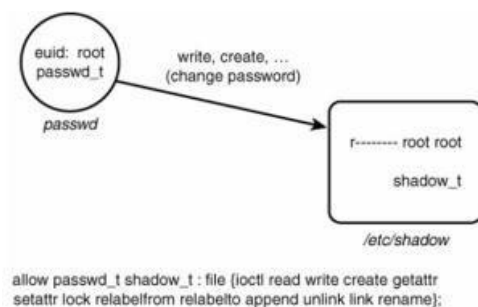 euid: root
passwd_t
passwd
write, create, ...
(change password)
r-------- root root
shadow_t
/etc/shadow
allow passwd_t shadow_t : file {ioctl read write create getattr
setattr lock relabelfrom relabelto append unlink link rename};